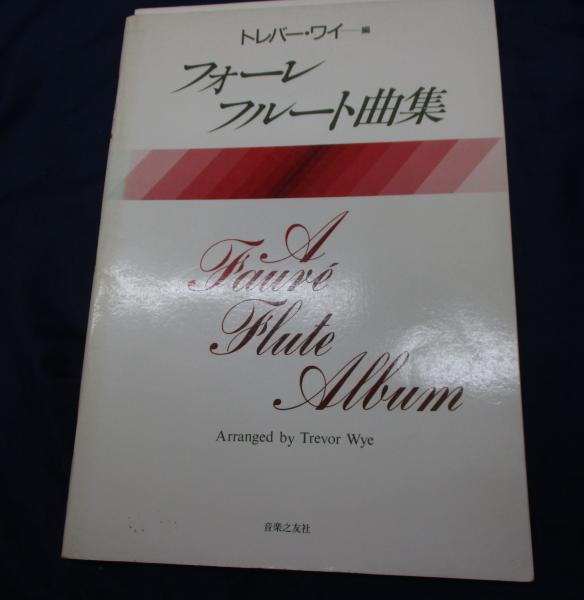 トレバー・ワイ―編
フォーレ
フルート曲集
A
Fauré
Flute
Album
Arranged by Trevor Wye
音楽之友社